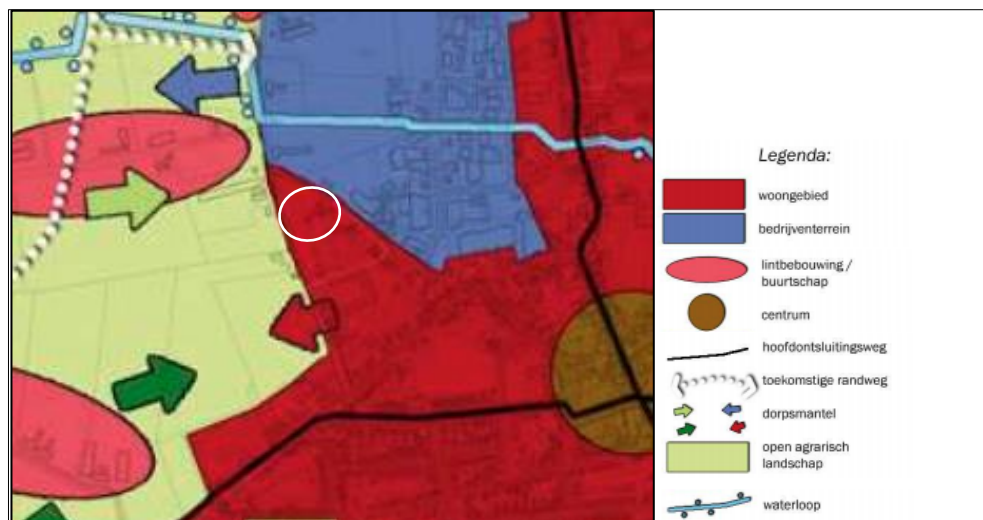 Legenda:
woongebied
bedrijventerrein
lintbebouwing /
buurtschap
centrum
hoofdontsluitingsweg
toekomstige randweg
dorpsmantel
open agrarisch
landschap
waterloop